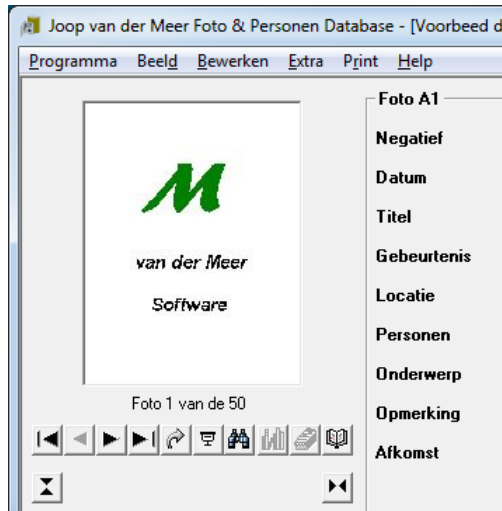 Joop van der Meer Foto & Personen Database - [Voorbeed d
Programma Beeld Bewerken Extra Print Help
M
van der Meer
Software
Foto 1 van de 50
Foto A1
Negatief
Datum
Titel
Gebeurtenis
Locatie
Personen
Onderwerp
Opmerking
Afkomst